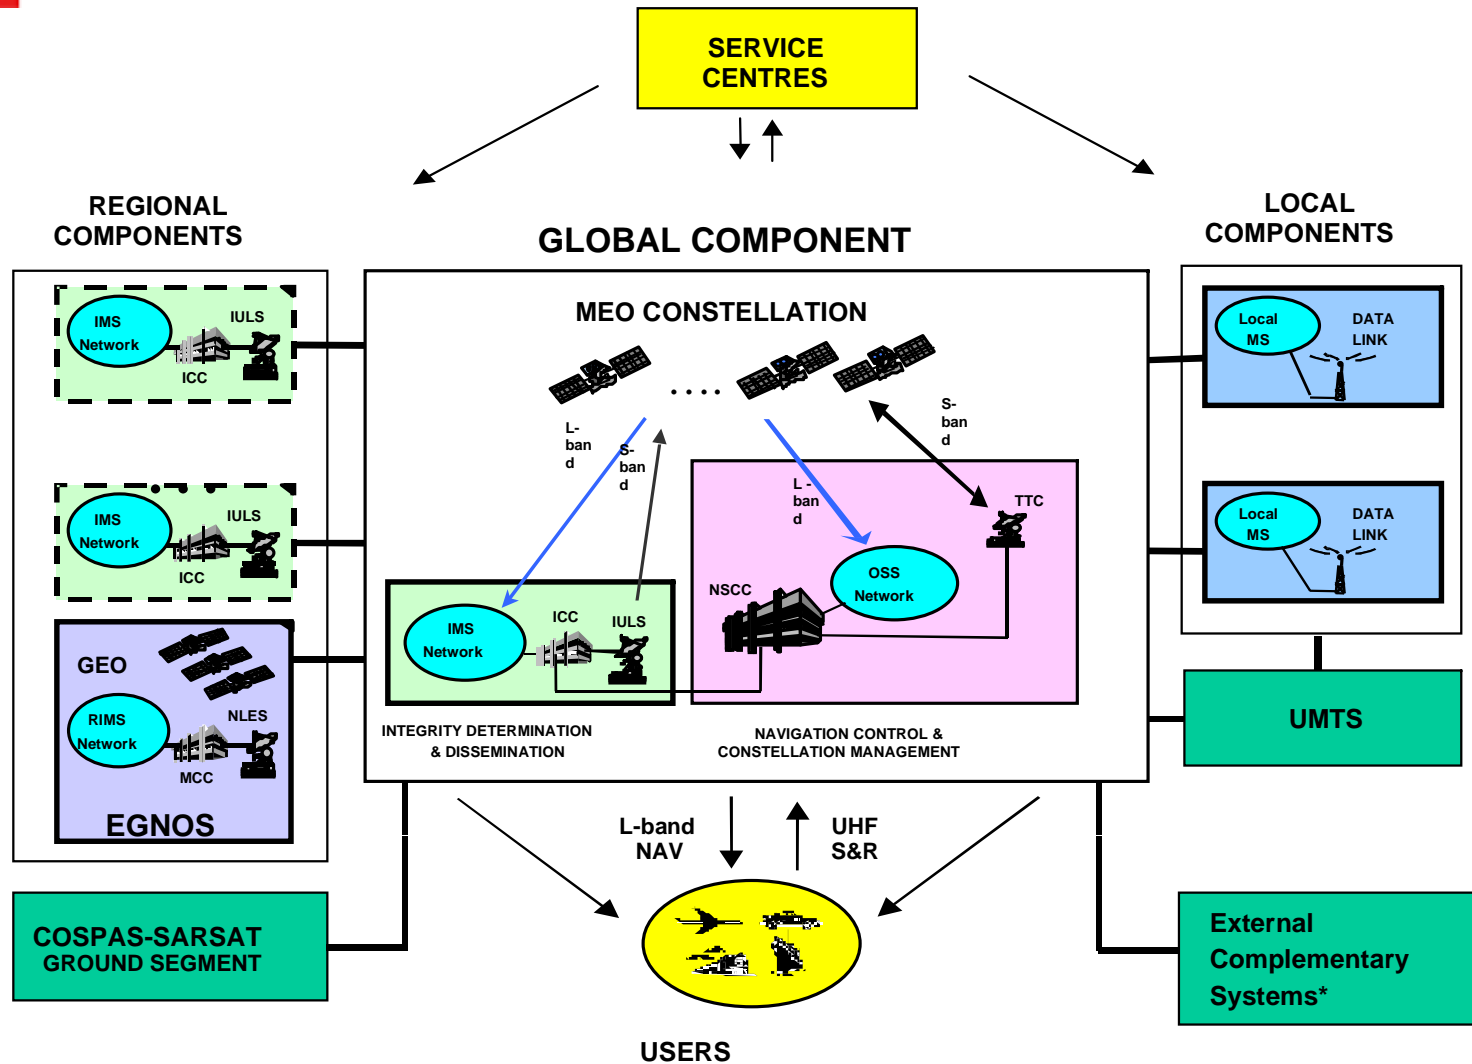 SERVICE
CENTRES
REGIONAL
COMPONENTS
GLOBAL COMPONENT
LOCAL
COMPONENTS
IMS
Network
IULS
ICC
IMS
Network
IULS
ICC
GEO
RIMS
Network
NLES
MCC
EGNOS
MEO CONSTELLATION
. . . .
L-
ban
d
S-
ban
d
L -
ban
d
S-
ban
d
TTC
OSS
Network
NSCC
IMS
Network
ICC
IULS
INTEGRITY DETERMINATION
& DISSEMINATION
NAVIGATION CONTROL &
CONSTELLATION MANAGEMENT
Local
MS
DATA
LINK
Local
MS
DATA
LINK
UMTS
L-band
NAV
UHF
S&R
COSPAS-SARSAT
GROUND SEGMENT
External
Complementary
Systems*
USERS